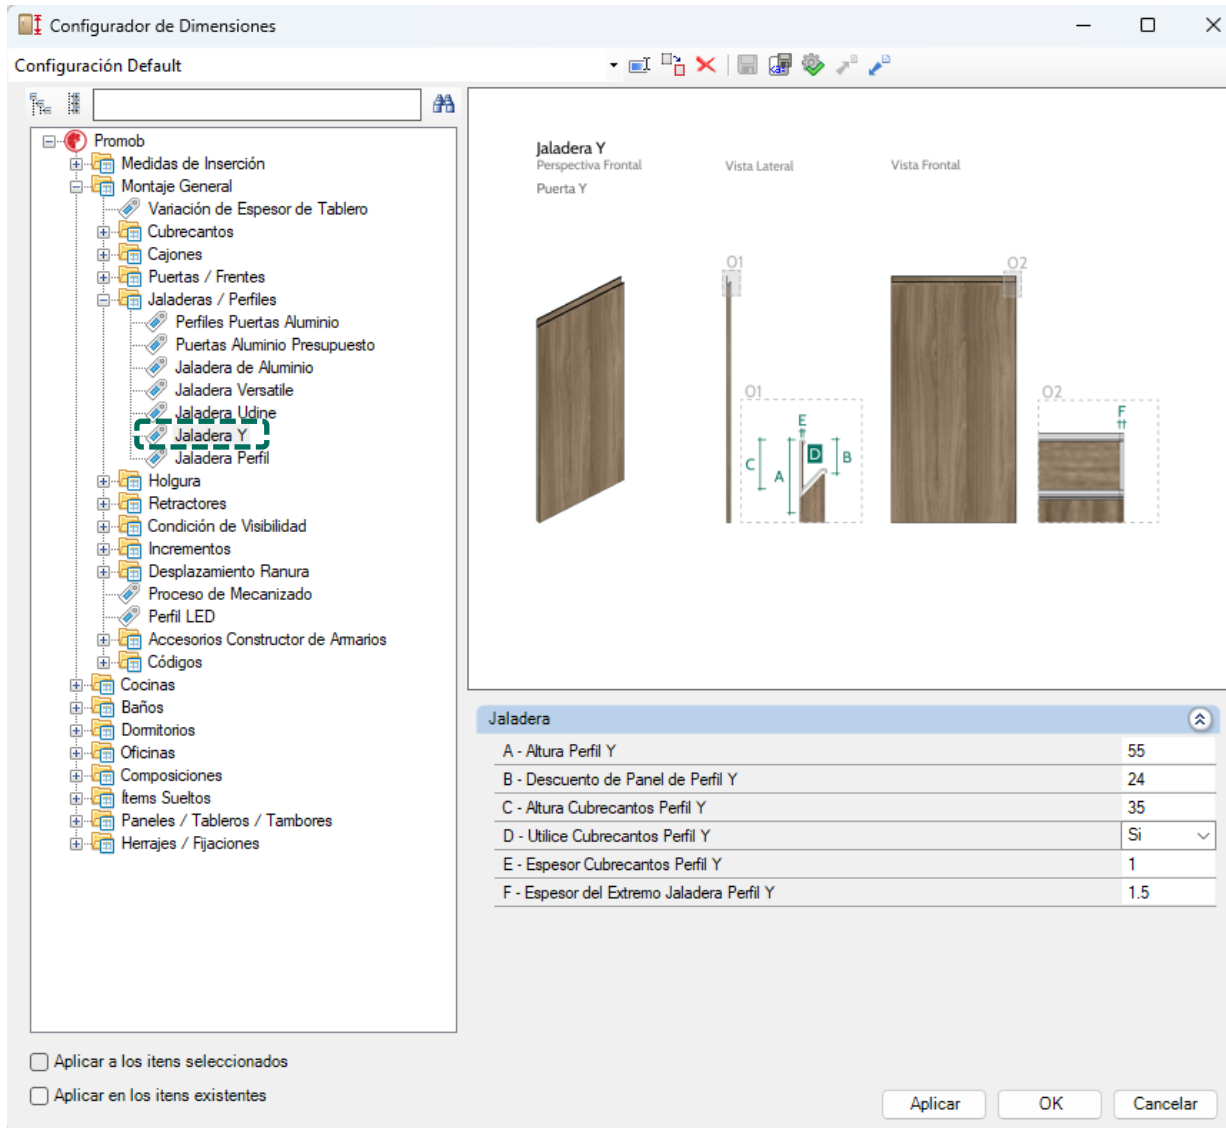 Configurador de Dimensiones
Configuración Default
Promob
Medidas de Inserción
Montaje General
Variación de Espesor de Tablero
Cubrecantos
Cajones
Puertas / Frentes
Jaladeras / Perfiles
Perfiles Puertas Aluminio
Puertas Aluminio Presupuesto
Jaladera de Aluminio
Jaladera Versatile
Jaladera Udine
Jaladera Y
Jaladera Perfil
Holgura
Retractores
Condición de Visibilidad
Incrementos
Desplazamiento Ranura
Proceso de Mecanizado
Perfil LED
Accesorios Constructor de Armarios
Códigos
Cocinas
Baños
Dormitorios
Oficinas
Composiciones
Ítems Sueltos
Paneles / Tableros / Tambores
Herrajes / Fijaciones
Jaladera Y
Perspectiva Frontal
Vista Lateral
Vista Frontal
Puerta Y
O1
O2
O1
O2
E
F
D
C
A
B
Jaladera
A - Altura Perfil Y 55
B - Descuento de Panel de Perfil Y 24
C - Altura Cubrecantos Perfil Y 35
D - Utilice Cubrecantos Perfil Y Si
E - Espesor Cubrecantos Perfil Y 1
F - Espesor del Extremo Jaladera Perfil Y 1.5
Aplicar a los itens seleccionados
Aplicar en los itens existentes
Aplicar
OK
Cancelar